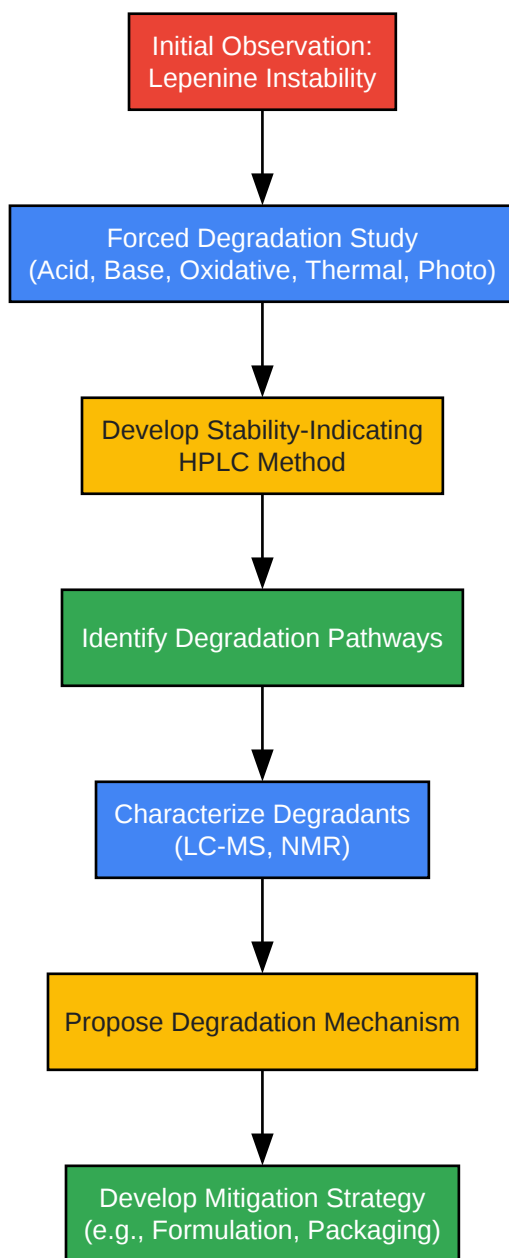 Initial Observation:
Lepenine Instability
Forced Degradation Study
(Acid, Base, Oxidative, Thermal, Photo)
Develop Stability-Indicating
HPLC Method
Identify Degradation Pathways
Characterize Degradants
(LC-MS, NMR)
Propose Degradation Mechanism
Develop Mitigation Strategy
(e.g., Formulation, Packaging)